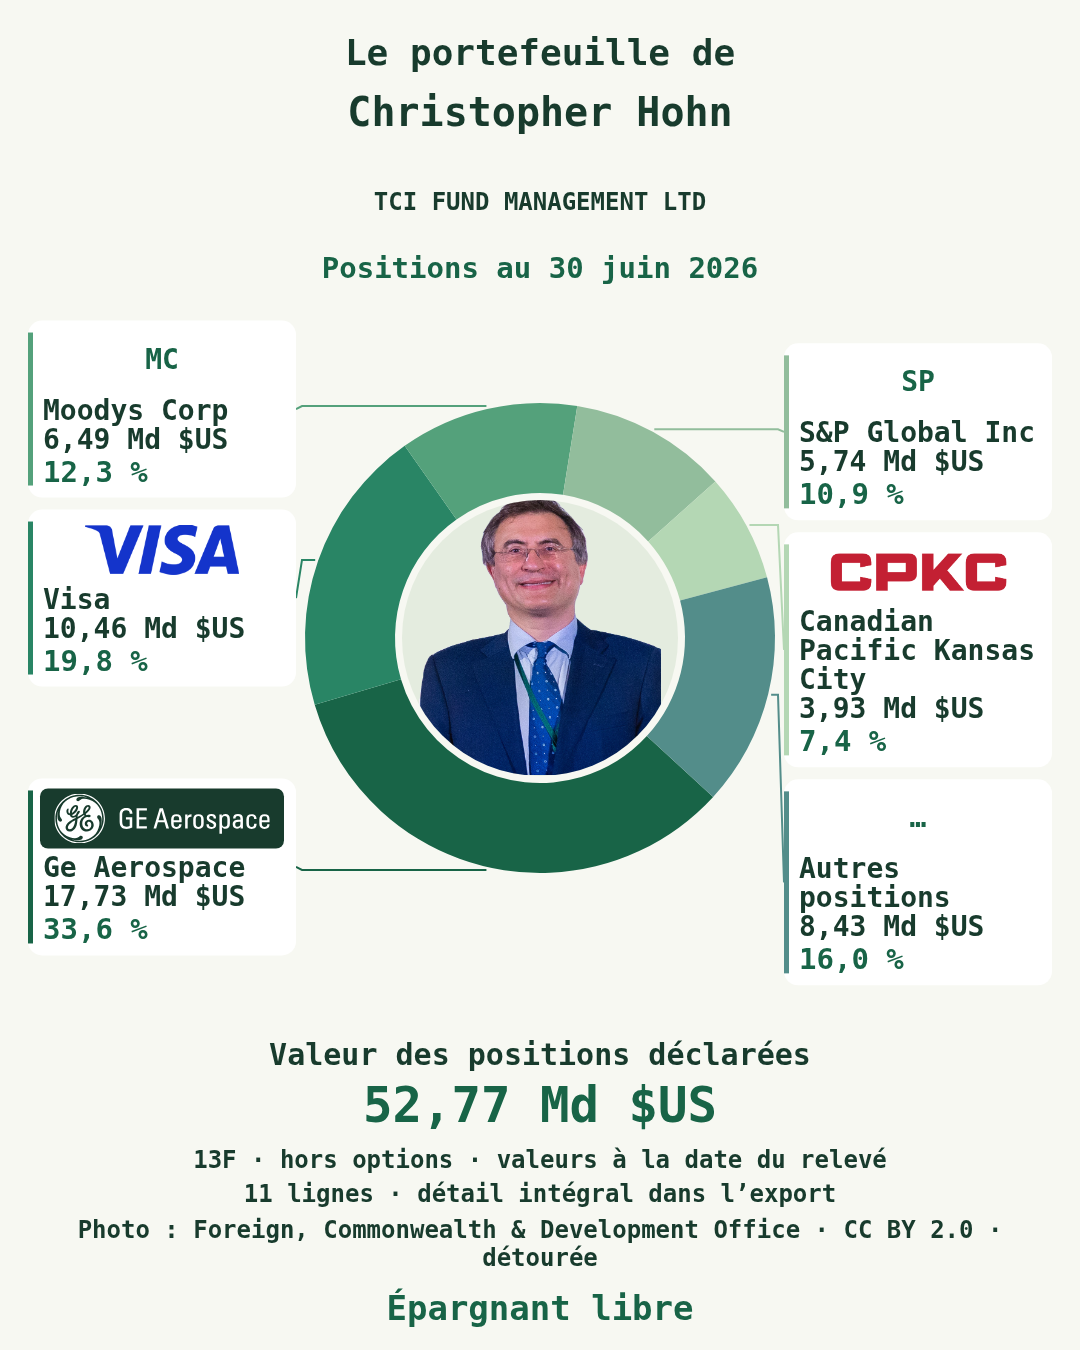 Le portefeuille de
Christopher Hohn
TCI FUND MANAGEMENT LTD
Positions au 30 juin 2026
MC
Moodys Corp
6,49 Md $US
12,3 %
VISA
Visa
10,46 Md $US
19,8 %
GE Aerospace
Ge Aerospace
17,73 Md $US
33,6 %
SP
S&P Global Inc
5,74 Md $US
10,9 %
CPKC
Canadian
Pacific Kansas
City
3,93 Md $US
7,4 %
…
Autres
positions
8,43 Md $US
16,0 %
Valeur des positions déclarées
52,77 Md $US
13F · hors options · valeurs à la date du relevé
11 lignes · détail intégral dans l’export
Photo : Foreign, Commonwealth & Development Office · CC BY 2.0 ·
détourée
Épargnant libre